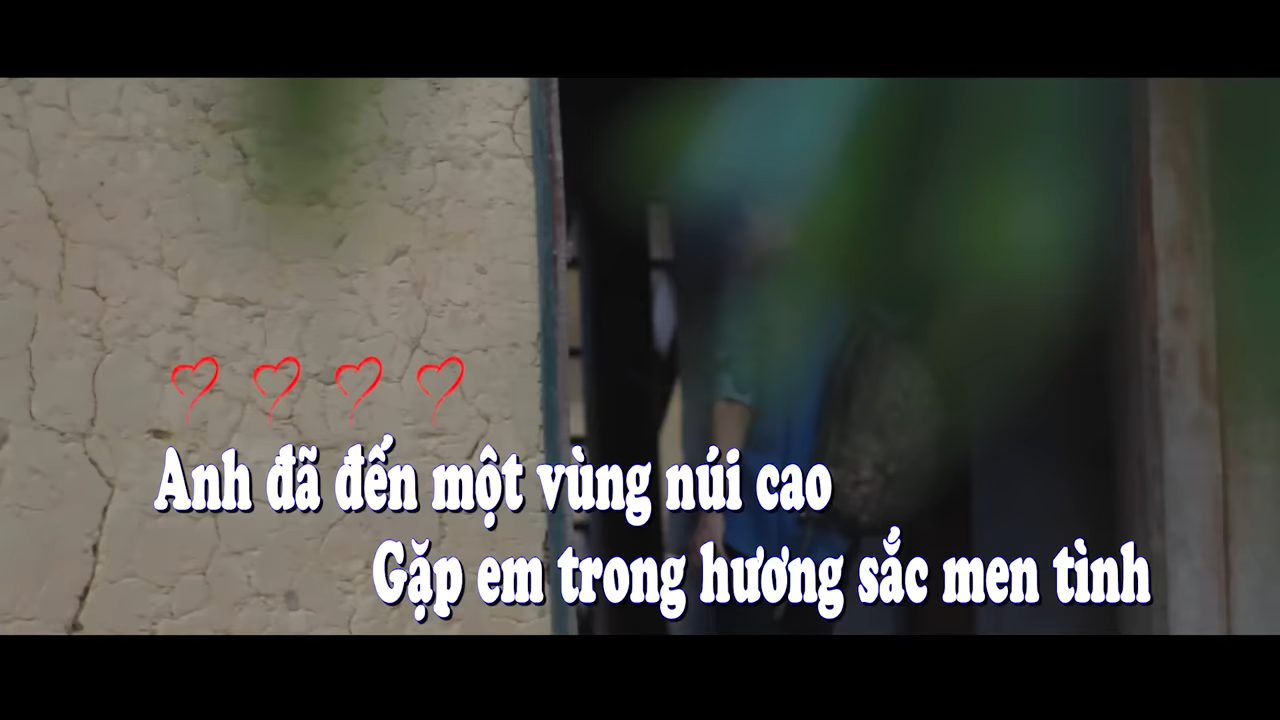 Anh đã đến một vùng núi cao
Gặp em trong hương sắc men tình